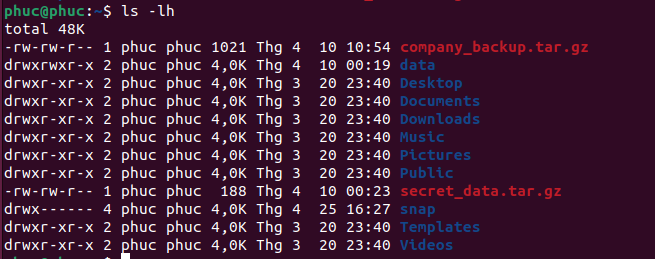 phuc@phuc:~$ ls -lh
total 48K
-rw-rw-r-- 1 phuc phuc 1021 Thg 4  10 10:54 company_backup.tar.gz
drwxrwxr-x 2 phuc phuc 4,0K Thg 4  10 00:19 data
drwxr-xr-x 2 phuc phuc 4,0K Thg 3  20 23:40 Desktop
drwxr-xr-x 2 phuc phuc 4,0K Thg 3  20 23:40 Documents
drwxr-xr-x 2 phuc phuc 4,0K Thg 3  20 23:40 Downloads
drwxr-xr-x 2 phuc phuc 4,0K Thg 3  20 23:40 Music
drwxr-xr-x 2 phuc phuc 4,0K Thg 3  20 23:40 Pictures
drwxr-xr-x 2 phuc phuc 4,0K Thg 3  20 23:40 Public
-rw-rw-r-- 1 phuc phuc  188 Thg 4  10 00:23 secret_data.tar.gz
drwx------ 4 phuc phuc 4,0K Thg 4  25 16:27 snap
drwxr-xr-x 2 phuc phuc 4,0K Thg 3  20 23:40 Templates
drwxr-xr-x 2 phuc phuc 4,0K Thg 3  20 23:40 Videos